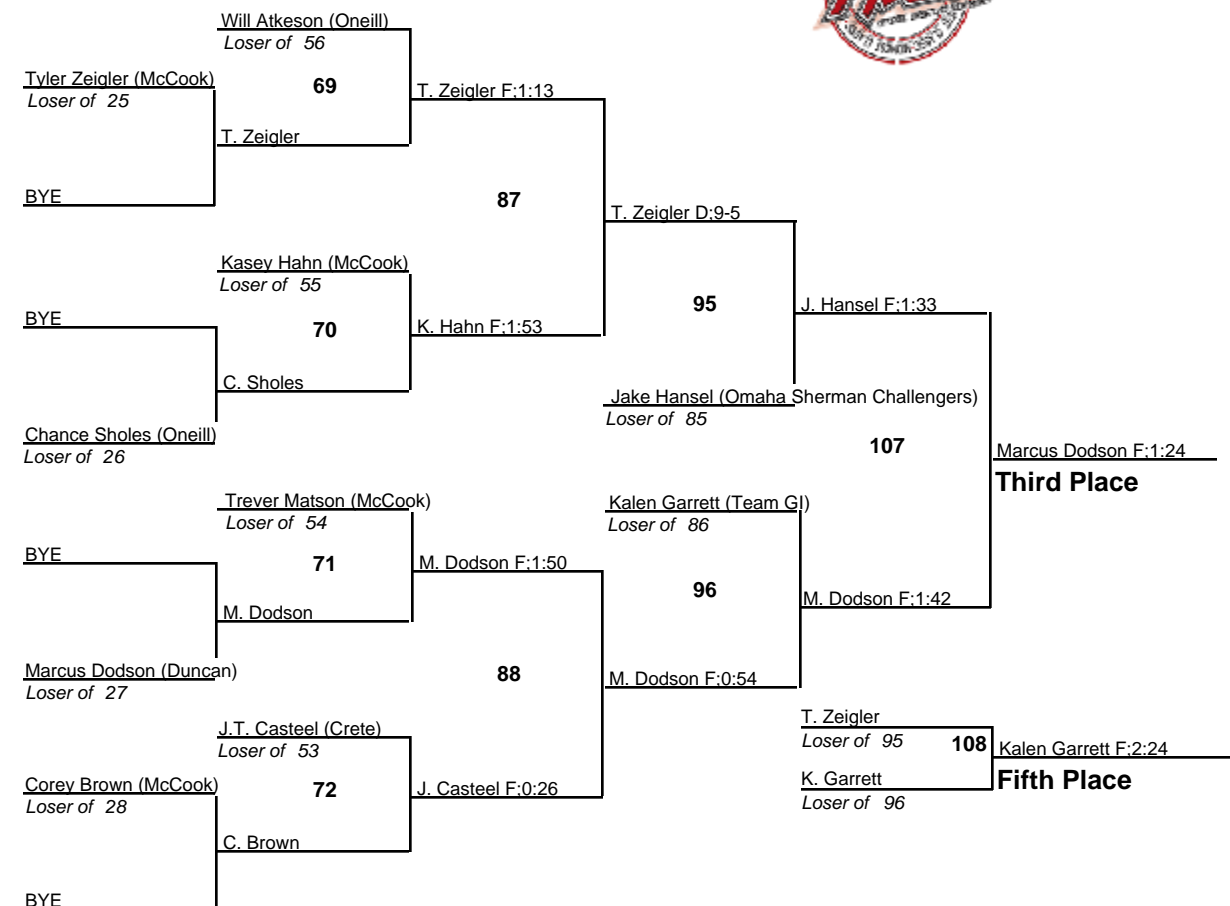 Will Atkeson (Oneill)
Loser of 56
Tyler Zeigler (McCook)
Loser of 25
69
T. Zeigler F;1:13
T. Zeigler
BYE
87
T. Zeigler D;9-5
Kasey Hahn (McCook)
Loser of 55
BYE
70
K. Hahn F;1:53
95
J. Hansel F;1:33
C. Sholes
Jake Hansel (Omaha Sherman Challengers)
Loser of 85
Chance Sholes (Oneill)
Loser of 26
107
Marcus Dodson F;1:24
Third Place
Trever Matson (McCook)
Loser of 54
Kalen Garrett (Team GI)
Loser of 86
BYE
71
M. Dodson F;1:50
96
M. Dodson F;1:42
M. Dodson
Marcus Dodson (Duncan)
Loser of 27
88
M. Dodson F;0:54
J.T. Casteel (Crete)
Loser of 53
T. Zeigler
Loser of 95
108
Kalen Garrett F;2:24
Fifth Place
K. Garrett
Loser of 96
Corey Brown (McCook)
Loser of 28
72
J. Casteel F;0:26
C. Brown
BYE